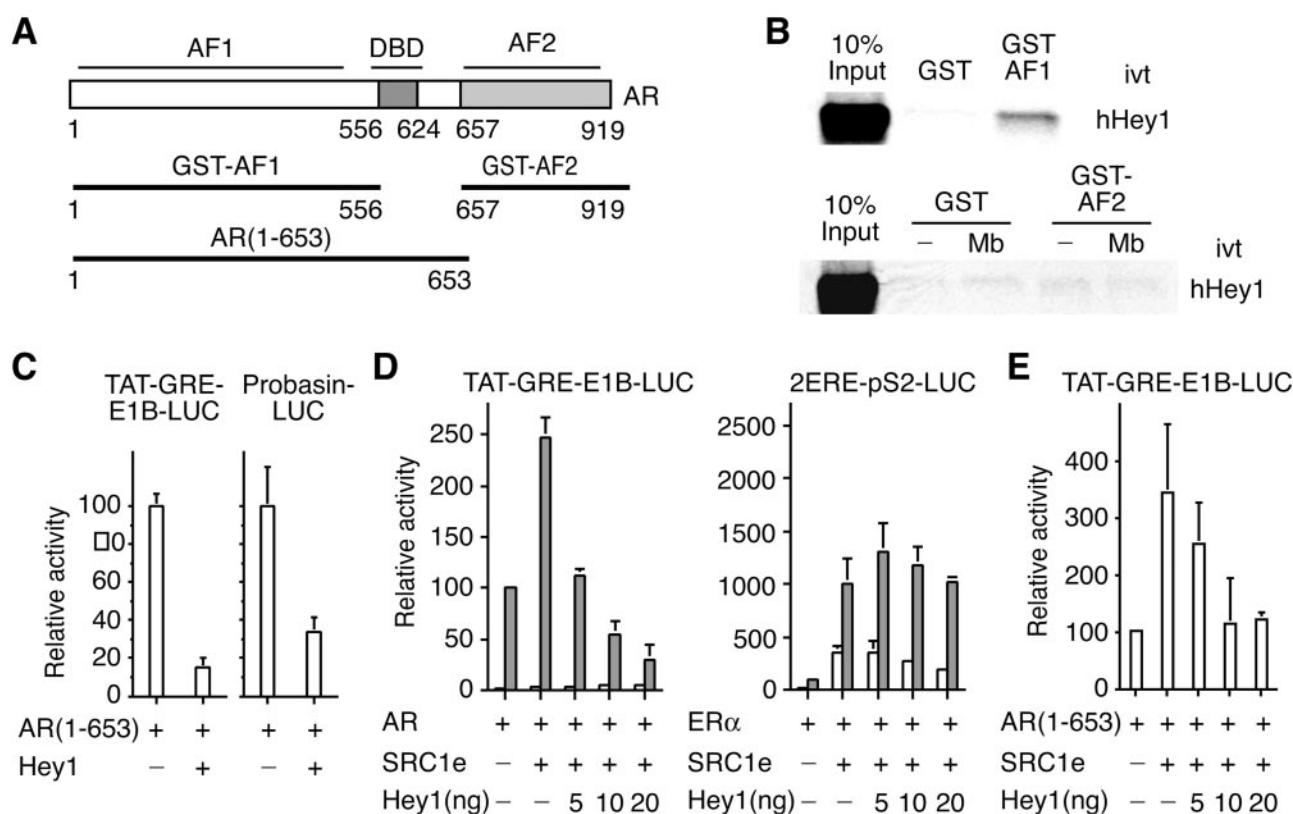 A
AF1 DBD AF2
AR
1 556 624 657 919
GST-AF1 GST-AF2
1 556 657 919
AR(1-653)
1 653
B
10% Input GST GST AF1 ivt
hHey1
10% Input GST GST-AF2
– Mb – Mb ivt
hHey1
C
TAT-GRE-E1B-LUC Probasin-LUC
Relative activity
100
□0
60
40
20
0
AR(1-653) + + + +
Hey1 – + – +
D
TAT-GRE-E1B-LUC
Relative activity
250
200
150
100
50
0
AR + + + + +
SRC1e – + + + +
Hey1(ng) – – 5 10 20
2ERE-pS2-LUC
Relative activity
2500
2000
1500
1000
500
0
ERα + + + + +
SRC1e – + + + +
Hey1(ng) – – 5 10 20
E
TAT-GRE-E1B-LUC
Relative activity
400
300
200
100
0
AR(1-653) + + + + +
SRC1e – + + + +
Hey1(ng) – – 5 10 20